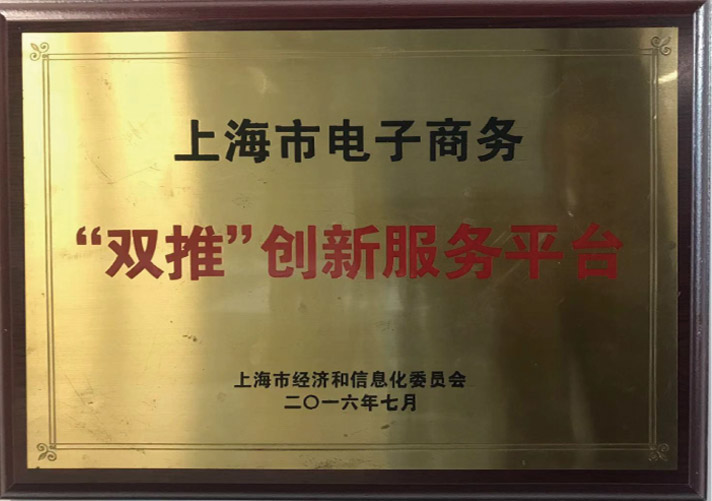 上海市电子商务
“双推”创新服务平台
上海市经济和信息化委员会
二〇一六年七月